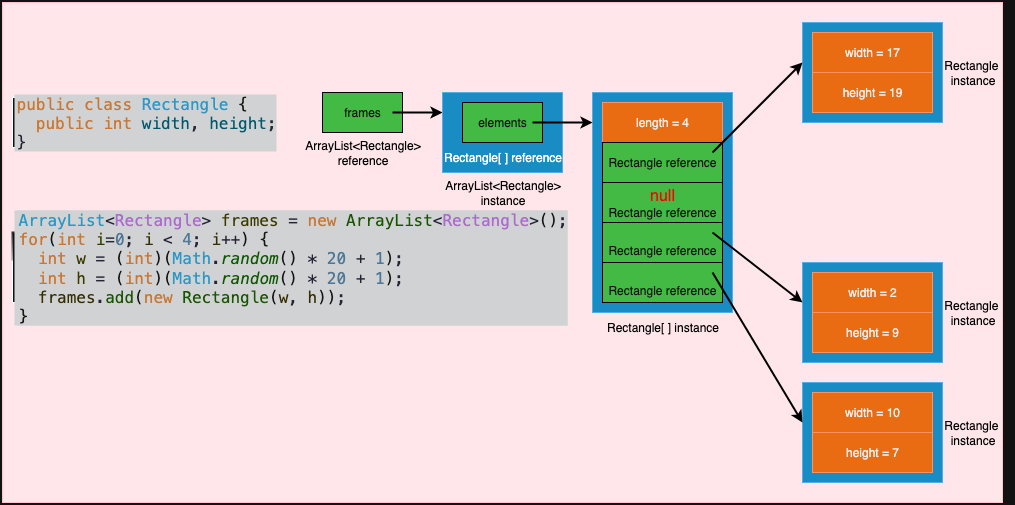 public class Rectangle {
  public int width, height;
}
frames
ArrayList<Rectangle>
reference
elements
Rectangle[ ] reference
ArrayList<Rectangle>
instance
length = 4
Rectangle reference
null
Rectangle reference
Rectangle reference
Rectangle reference
Rectangle[ ] instance
width = 17
height = 19
Rectangle
instance
width = 2
height = 9
Rectangle
instance
width = 10
height = 7
Rectangle
instance
ArrayList<Rectangle> frames = new ArrayList<Rectangle>();
for(int i=0; i < 4; i++) {
  int w = (int)(Math.random() * 20 + 1);
  int h = (int)(Math.random() * 20 + 1);
  frames.add(new Rectangle(w, h));
}